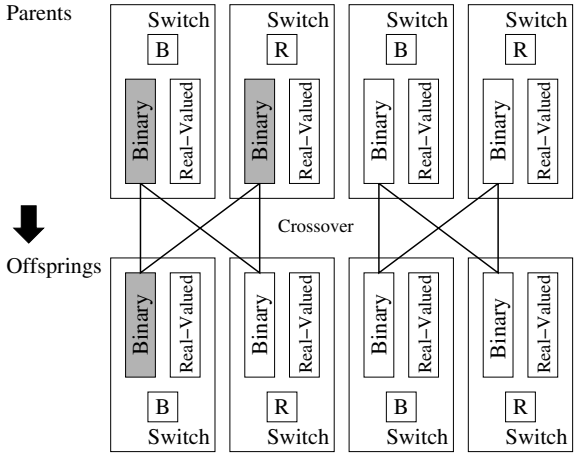 Parents
Switch Switch Switch Switch
B R B R
Binary Real-Valued Binary Real-Valued Binary Real-Valued Binary Real-Valued
Crossover
Offsprings
Binary Real-Valued Binary Real-Valued Binary Real-Valued Binary Real-Valued
B R B R
Switch Switch Switch Switch